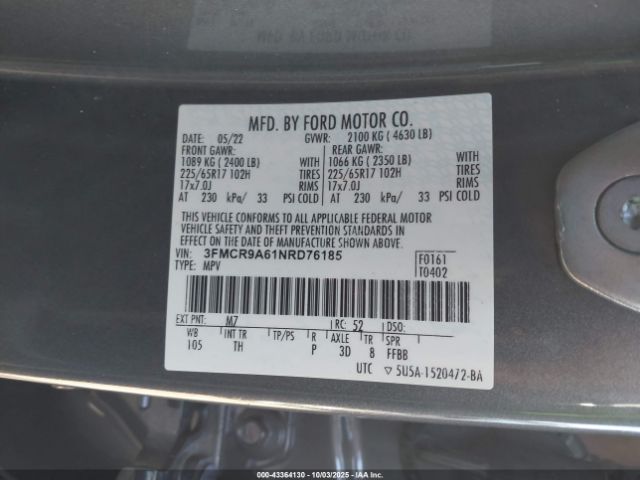 MFD. BY FORD MOTOR CO.
DATE: 05/22 GVWR: 2100 KG ( 4630 LB)
FRONT GAWR: REAR GAWR:
1089 KG ( 2400 LB) WITH 1066 KG ( 2350 LB) WITH
225/65R17 102H TIRES 225/65R17 102H TIRES
17x7.0J RIMS 17x7.0J RIMS
AT 230 kPa/ 33 PSI COLD AT 230 kPa/ 33 PSI COLD
THIS VEHICLE CONFORMS TO ALL APPLICABLE FEDERAL MOTOR
VEHICLE SAFETY AND THEFT PREVENTION STANDARDS IN
EFFECT ON THE DATE OF MANUFACTURE SHOWN ABOVE.
VIN: 3FMCR9A61NRD76185 F0161
TYPE: MPV T0402
EXT PNT: M7 RC: 52 DSO:
WB INT TR TP/PS R AXLE TR SPR
105 TH P 3D 8 FFBB
UTC ▽ 5U5A-1520472-BA
© IAA - 000-43364130 - 10/03/2025 - IAA Inc.